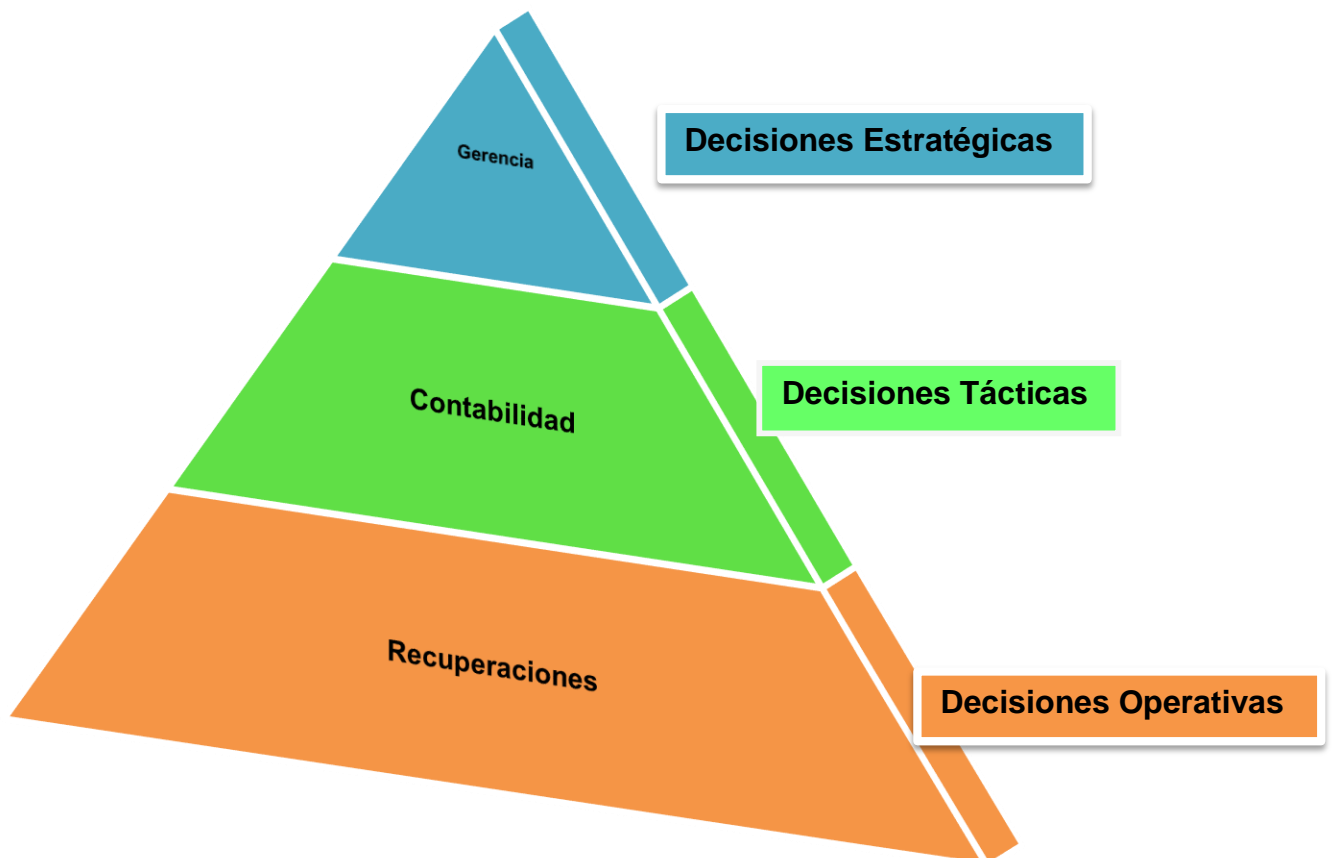 Gerencia
Decisiones Estratégicas
Contabilidad
Decisiones Tácticas
Recuperaciones
Decisiones Operativas